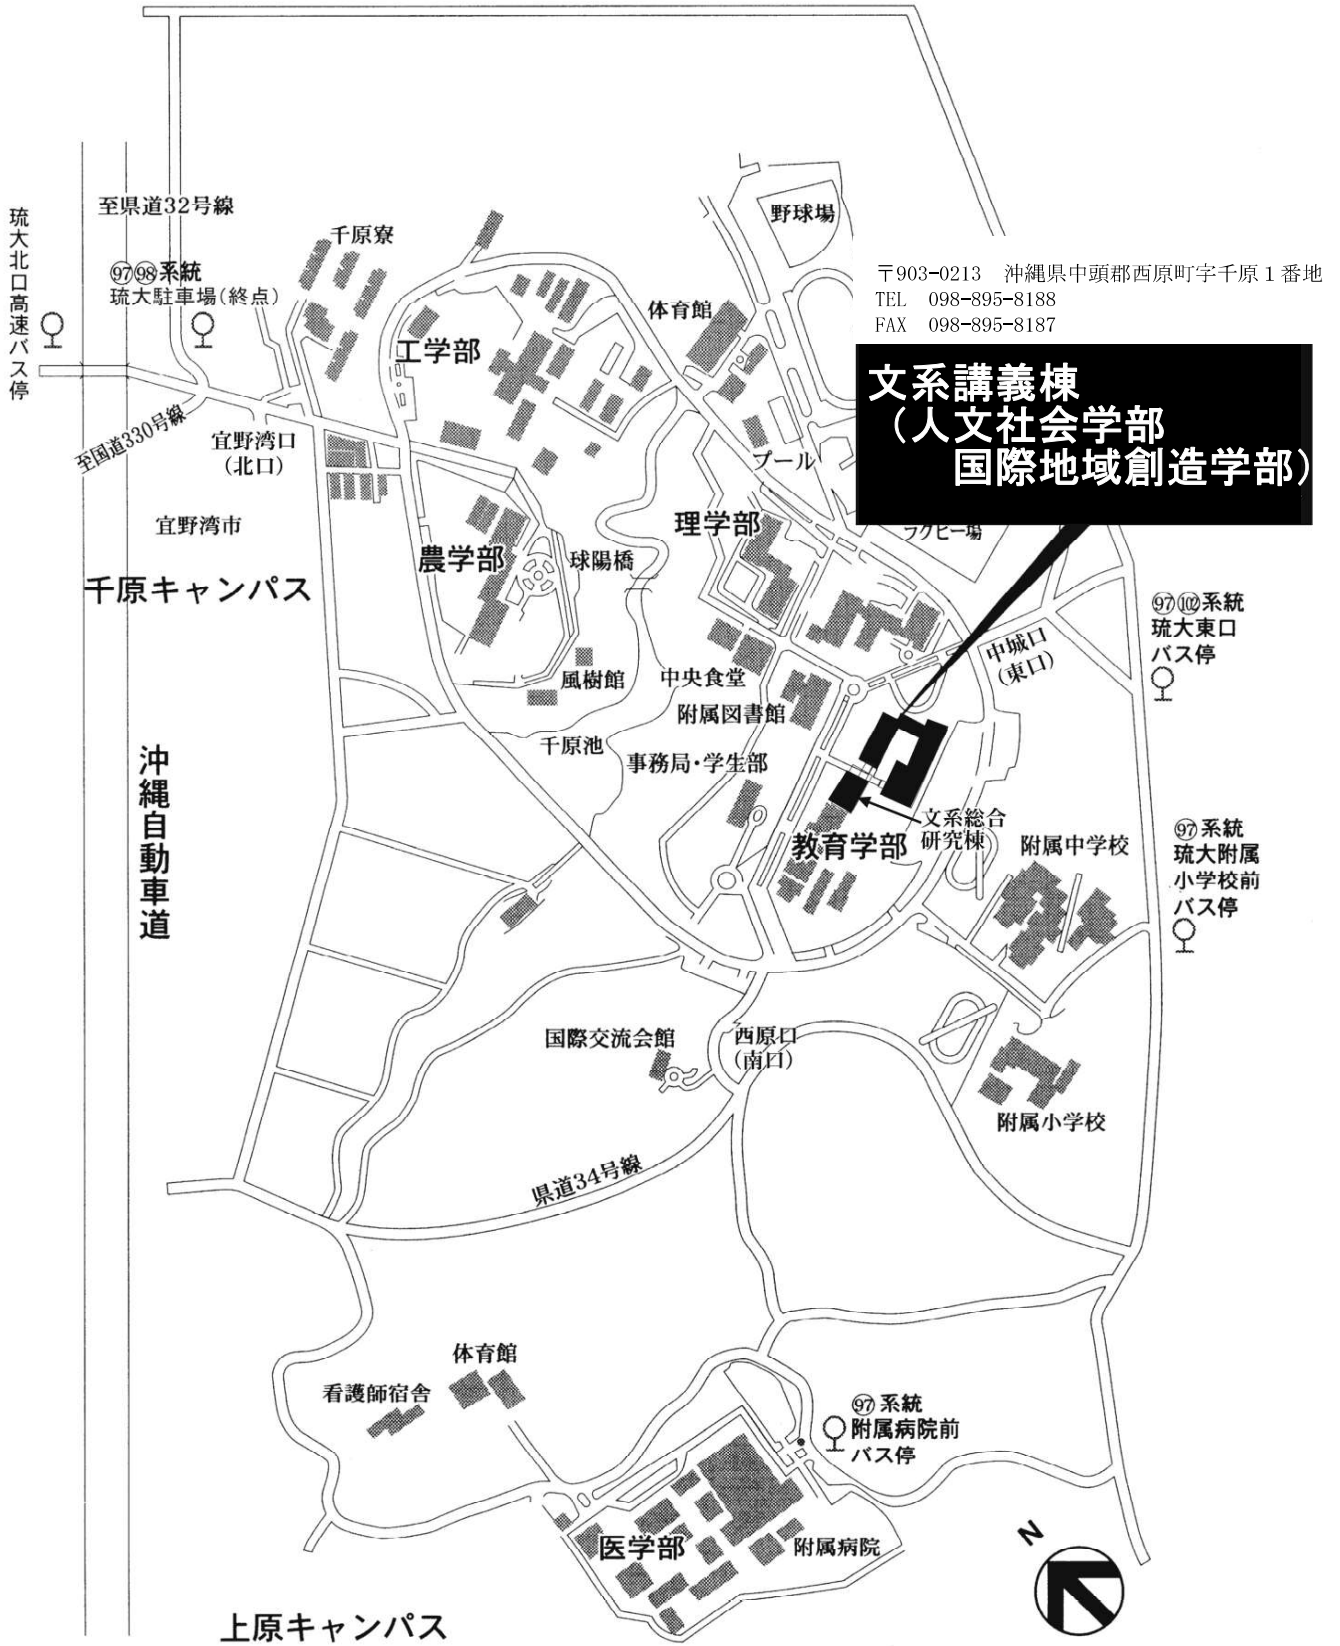 至県道32号線
琉大北口高速バス停
千原寮
野球場
㊗㊘系統
琉大駐車場(終点)
〒903-0213 沖縄県中頭郡西原町字千原1番地
TEL 098-895-8188
FAX 098-895-8187
体育館
工学部
文系講義棟
(人文社会学部
国際地域創造学部)
至国道330号線
宜野湾口
(北口)
プール
宜野湾市
理学部
ラグビー場
農学部
球陽橋
千原キャンパス
97 102系統
琉大東口
バス停
中城口
(東口)
風樹館
中央食堂
附属図書館
千原池
事務局・学生部
沖縄自動車道
文系総合
研究棟
教育学部
附属中学校
97系統
琉大附属
小学校前
バス停
国際交流会館
西原口
(南口)
附属小学校
県道34号線
体育館
看護師宿舎
97系統
附属病院前
バス停
N
医学部
附属病院
上原キャンパス